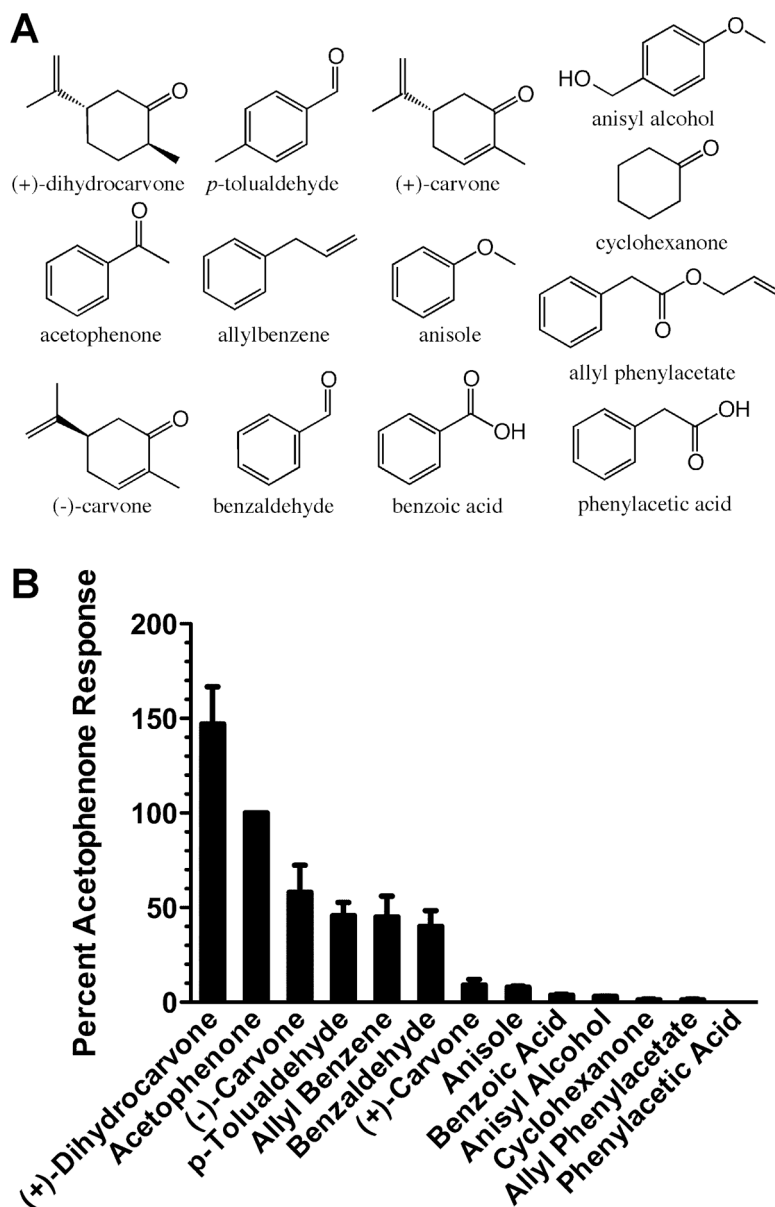 A
O
O
O
O
HO
anisyl alcohol
(+)-dihydrocarvone
p-tolualdehyde
(+)-carvone
O
cyclohexanone
O
O
O
O
acetophenone
allylbenzene
anisole
allyl phenylacetate
O
O
O
OH
OH
O
(-)-carvone
benzaldehyde
benzoic acid
phenylacetic acid
B
Percent Acetophenone Response
200
150
100
50
0
(+)-Dihydrocarvone
Acetophenone
(-)-Carvone
p-Tolualdehyde
Allyl Benzene
Benzaldehyde
(+)-Carvone
Anisole
Benzoic Acid
Anisyl Alcohol
Cyclohexanone
Allyl Phenylacetate
Phenylacetic Acid